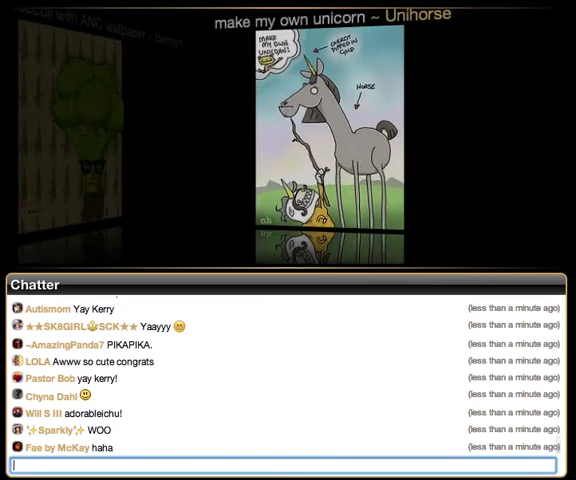 make my own unicorn ~ Unihorse
MAKE
MY OWN
UNICORN!
CARROT
DIPPED IN
GOLD
HORSE
Chatter
Autismom Yay Kerry (less than a minute ago)
★★SK8GIRL SCK★★ Yaayyy (less than a minute ago)
~AmazingPanda7 PIKAPIKA. (less than a minute ago)
LOLA Awww so cute congrats (less than a minute ago)
Pastor Bob yay kerry! (less than a minute ago)
Chyna Dahl (less than a minute ago)
Will S III adorableichu! (less than a minute ago)
✨Sparkly✨ WOO (less than a minute ago)
Fae by McKay haha (less than a minute ago)